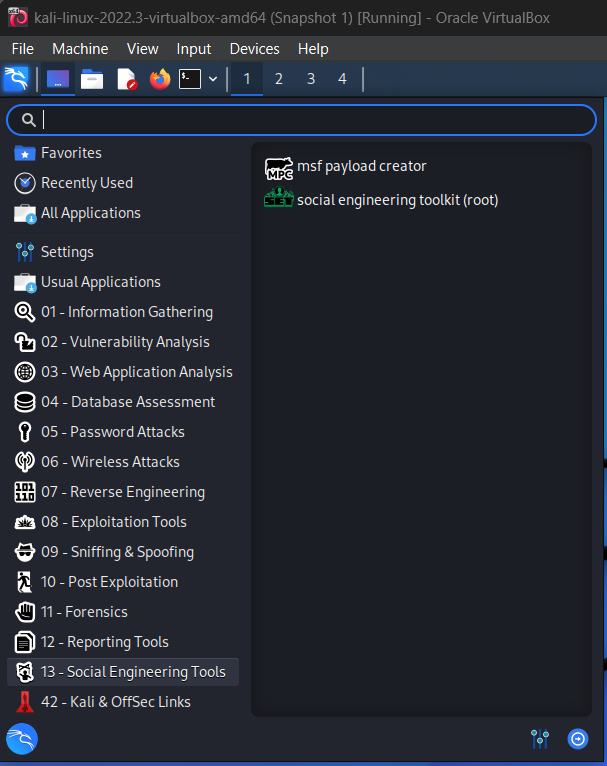 kali-linux-2022.3-virtualbox-amd64 (Snapshot 1) [Running] - Oracle VirtualBox
File Machine View Input Devices Help
$_ 1 2 3 4
Favorites
Recently Used
All Applications
Settings
Usual Applications
01 - Information Gathering
02 - Vulnerability Analysis
03 - Web Application Analysis
04 - Database Assessment
05 - Password Attacks
06 - Wireless Attacks
07 - Reverse Engineering
08 - Exploitation Tools
09 - Sniffing & Spoofing
10 - Post Exploitation
11 - Forensics
12 - Reporting Tools
13 - Social Engineering Tools
42 - Kali & OffSec Links
MPC msf payload creator
SET social engineering toolkit (root)